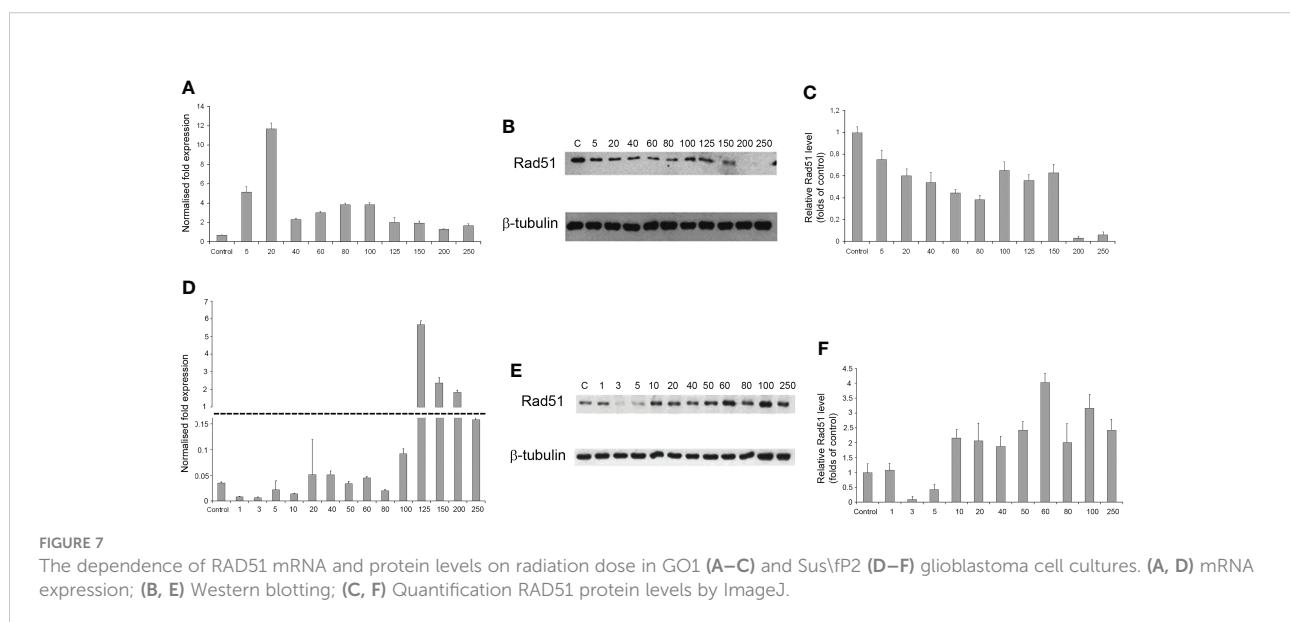 A
Normalised fold expression
14
12
10
8
6
4
2
0
Control 5 20 40 60 80 100 125 150 200 250
B
C 5 20 40 60 80 100 125 150 200 250
Rad51
β-tubulin
C
Relative Rad51 level
(folds of control)
1,2
1
0,8
0,6
0,4
0,2
0
Control 5 20 40 60 80 100 125 150 200 250
D
Normalised fold expression
7
6
5
4
3
2
1
0.15
0.1
0.05
0
Control 1 3 5 10 20 40 50 60 80 100 125 150 200 250
E
C 1 3 5 10 20 40 50 60 80 100 250
Rad51
β-tubulin
F
Relative Rad51 level
(folds of control)
4.5
4
3.5
3
2.5
2
1.5
1
0.5
0
Control 1 3 5 10 20 40 50 60 80 100 250
FIGURE 7
The dependence of RAD51 mRNA and protein levels on radiation dose in GO1 (A–C) and Sus\fP2 (D–F) glioblastoma cell cultures. (A, D) mRNA
expression; (B, E) Western blotting; (C, F) Quantification RAD51 protein levels by ImageJ.